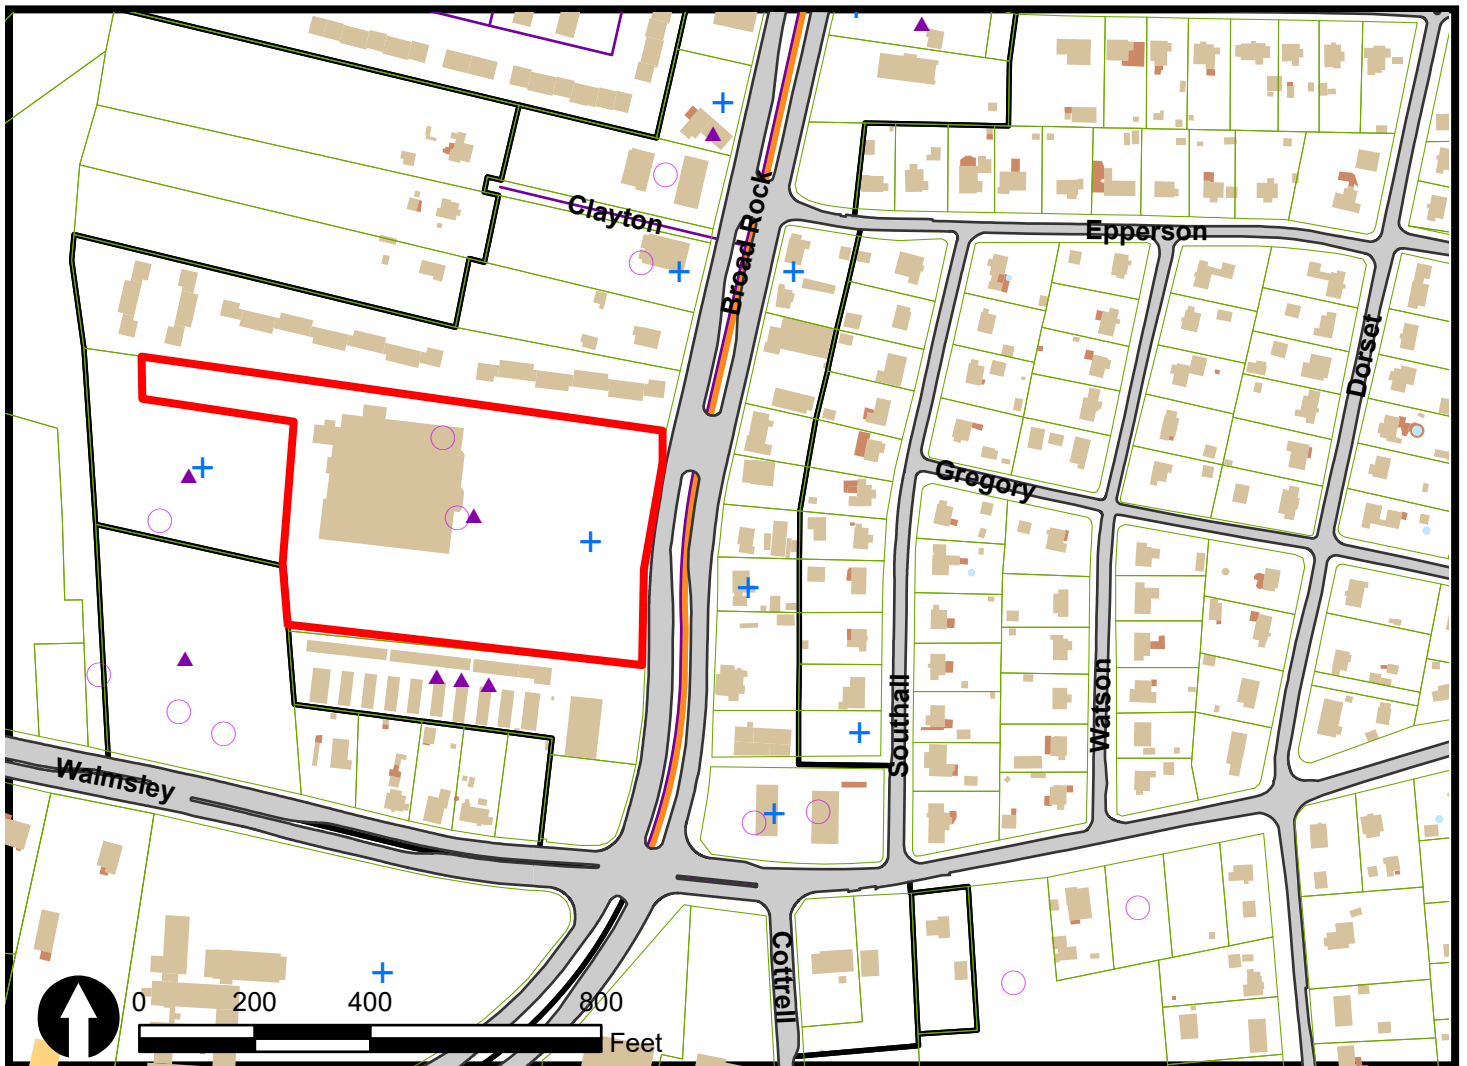 Clayton
Broad Rock
Epperson
Dorset
Gregory
Southall
Watson
Walmsley
Cottrell
0 200 400 800
Feet